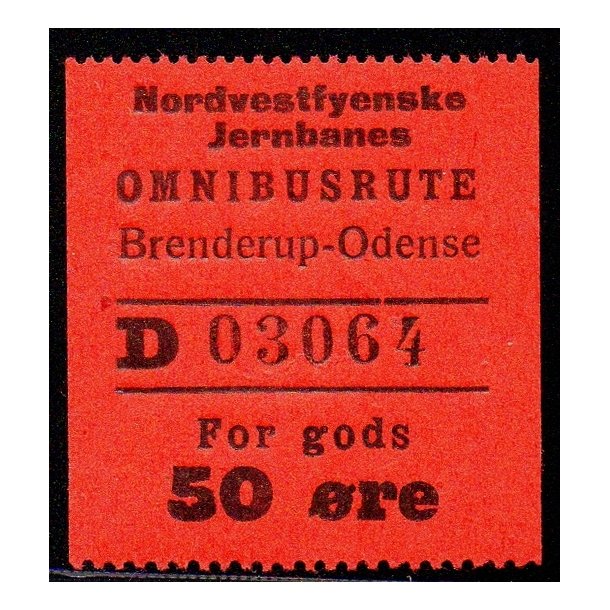 Nordvestfyenske
Jernbanes
OMNIBUSRUTE
Brenderup-Odense
D 03064
For gods
50 øre